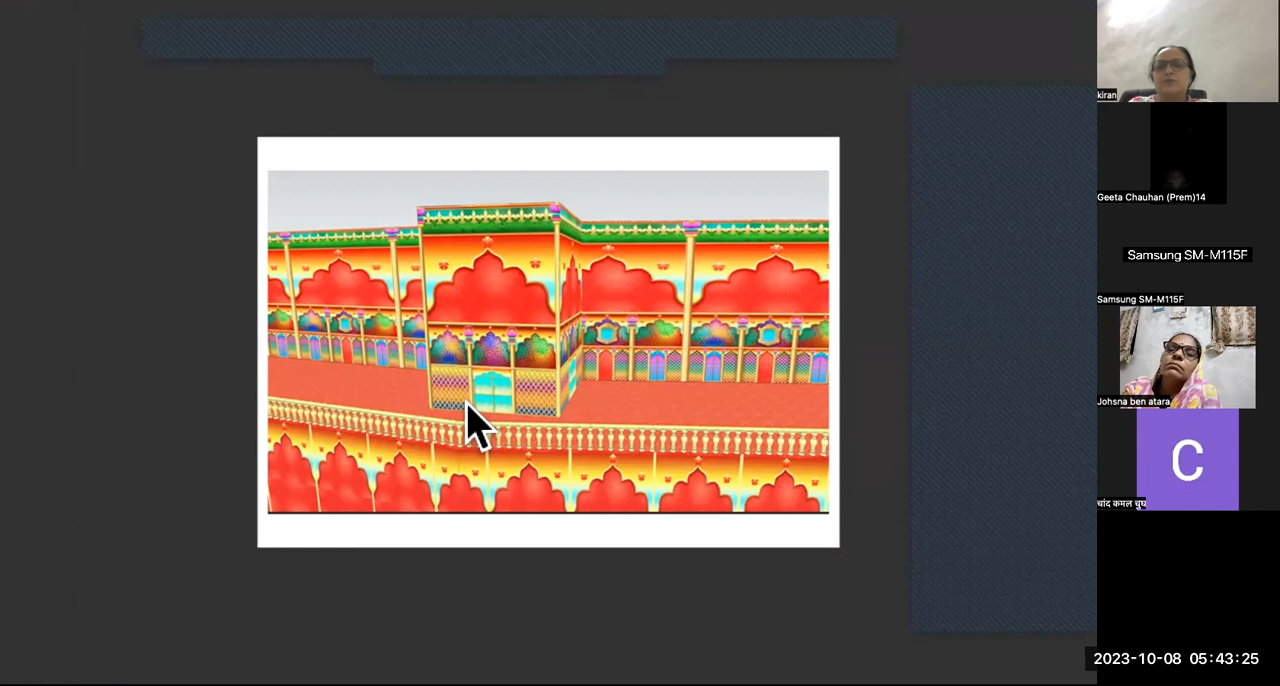 kiran
Geeta Chauhan (Prem)14
Samsung SM-M115F
Samsung SM-M115F
Johsna ben atara
C
चांद कमल चुघ
2023-10-08 05:43:25